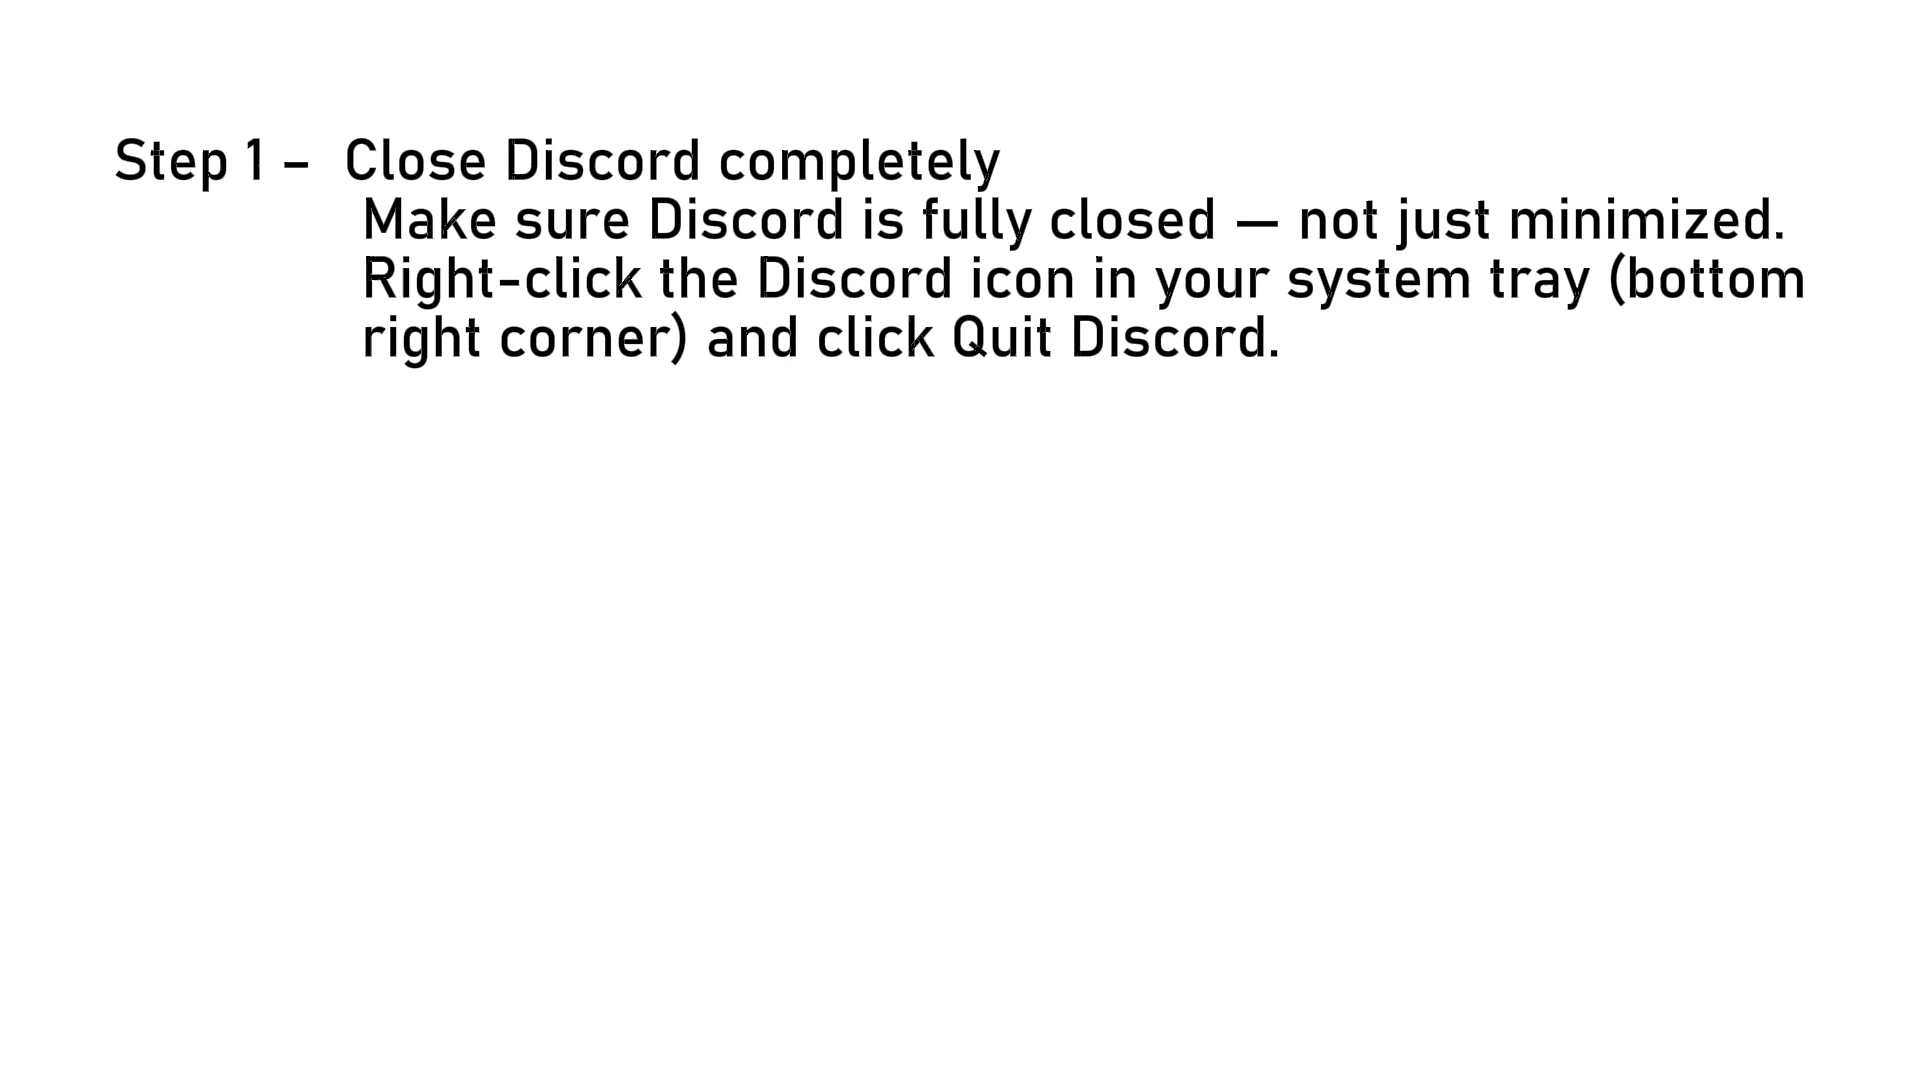 Step 1 – Close Discord completely
Make sure Discord is fully closed — not just minimized.
Right-click the Discord icon in your system tray (bottom
right corner) and click Quit Discord.